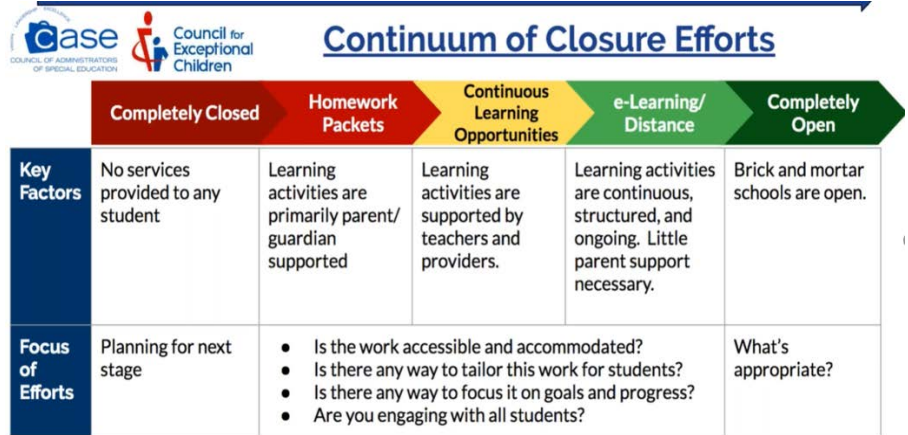 case
COUNCIL OF ADMINISTRATORS
OF SPECIAL EDUCATION
Council for
Exceptional
Children
Continuum of Closure Efforts
Completely Closed
Homework
Packets
Continuous
Learning
Opportunities
e-Learning/
Distance
Completely
Open
Key
Factors
No services
provided to any
student
Learning
activities are
primarily parent/
guardian
supported
Learning
activities are
supported by
teachers and
providers.
Learning activities
are continuous,
structured, and
ongoing. Little
parent support
necessary.
Brick and mortar
schools are open.
Focus
of
Efforts
Planning for next
stage
● Is the work accessible and accommodated?
● Is there any way to tailor this work for students?
● Is there any way to focus it on goals and progress?
● Are you engaging with all students?
What's
appropriate?